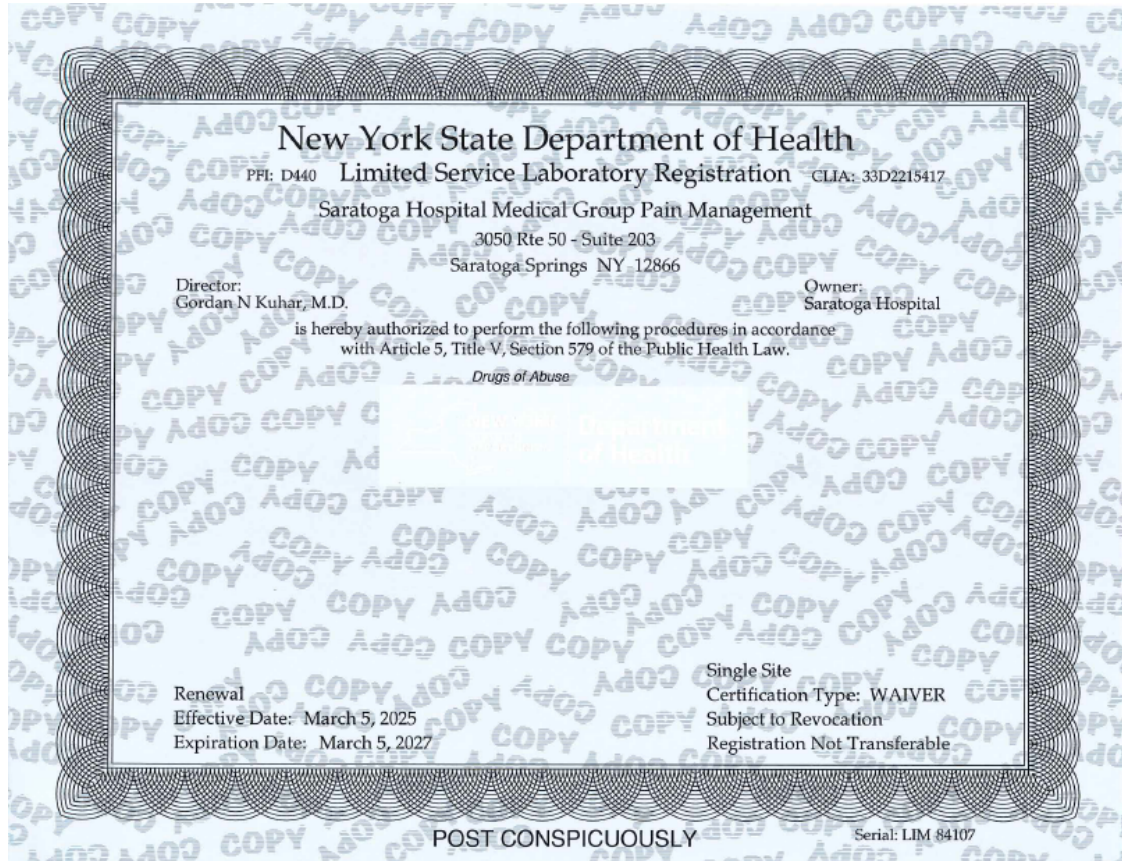 New York State Department of Health
PFI: D440 Limited Service Laboratory Registration CLIA: 33D2215417
Saratoga Hospital Medical Group Pain Management
3050 Rte 50 - Suite 203
Saratoga Springs NY 12866
Director:
Gordan N Kuhar, M.D.
Owner:
Saratoga Hospital
is hereby authorized to perform the following procedures in accordance
with Article 5, Title V, Section 579 of the Public Health Law.
Drugs of Abuse
Department
of Health
Renewal
Effective Date: March 5, 2025
Expiration Date: March 5, 2027
Single Site
Certification Type: WAIVER
Subject to Revocation
Registration Not Transferable
POST CONSPICUOUSLY
Serial: LIM 84107
COPY